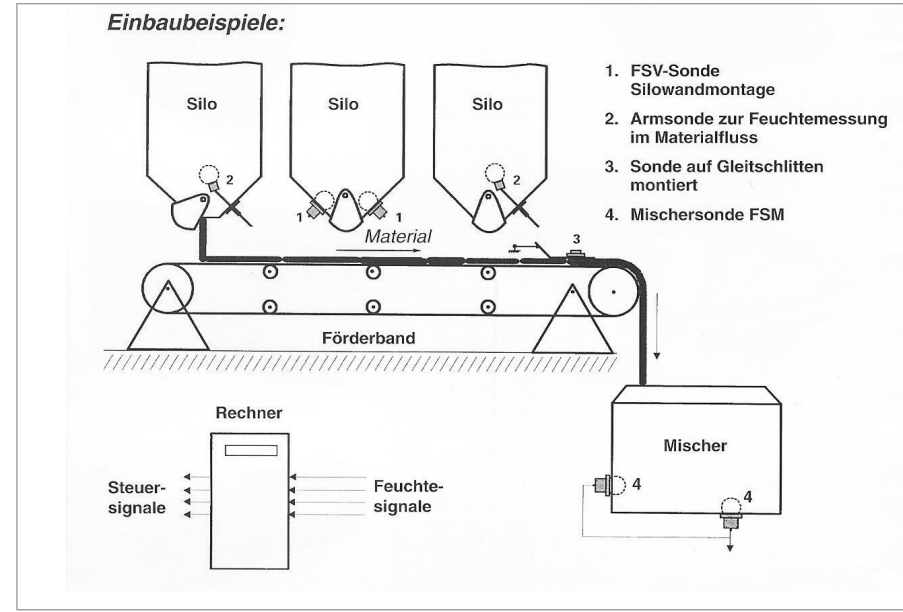 Einbaubeispiele:
Silo
Silo
Silo
1. FSV-Sonde
Silowandmontage
2. Armsonde zur Feuchtemessung
im Materialfluss
3. Sonde auf Gleitschlitten
montiert
4. Mischersonde FSM
2
1
1
2
Material
3
Förderband
Rechner
Steuer-
signale
Feuchte-
signale
Mischer
4
4